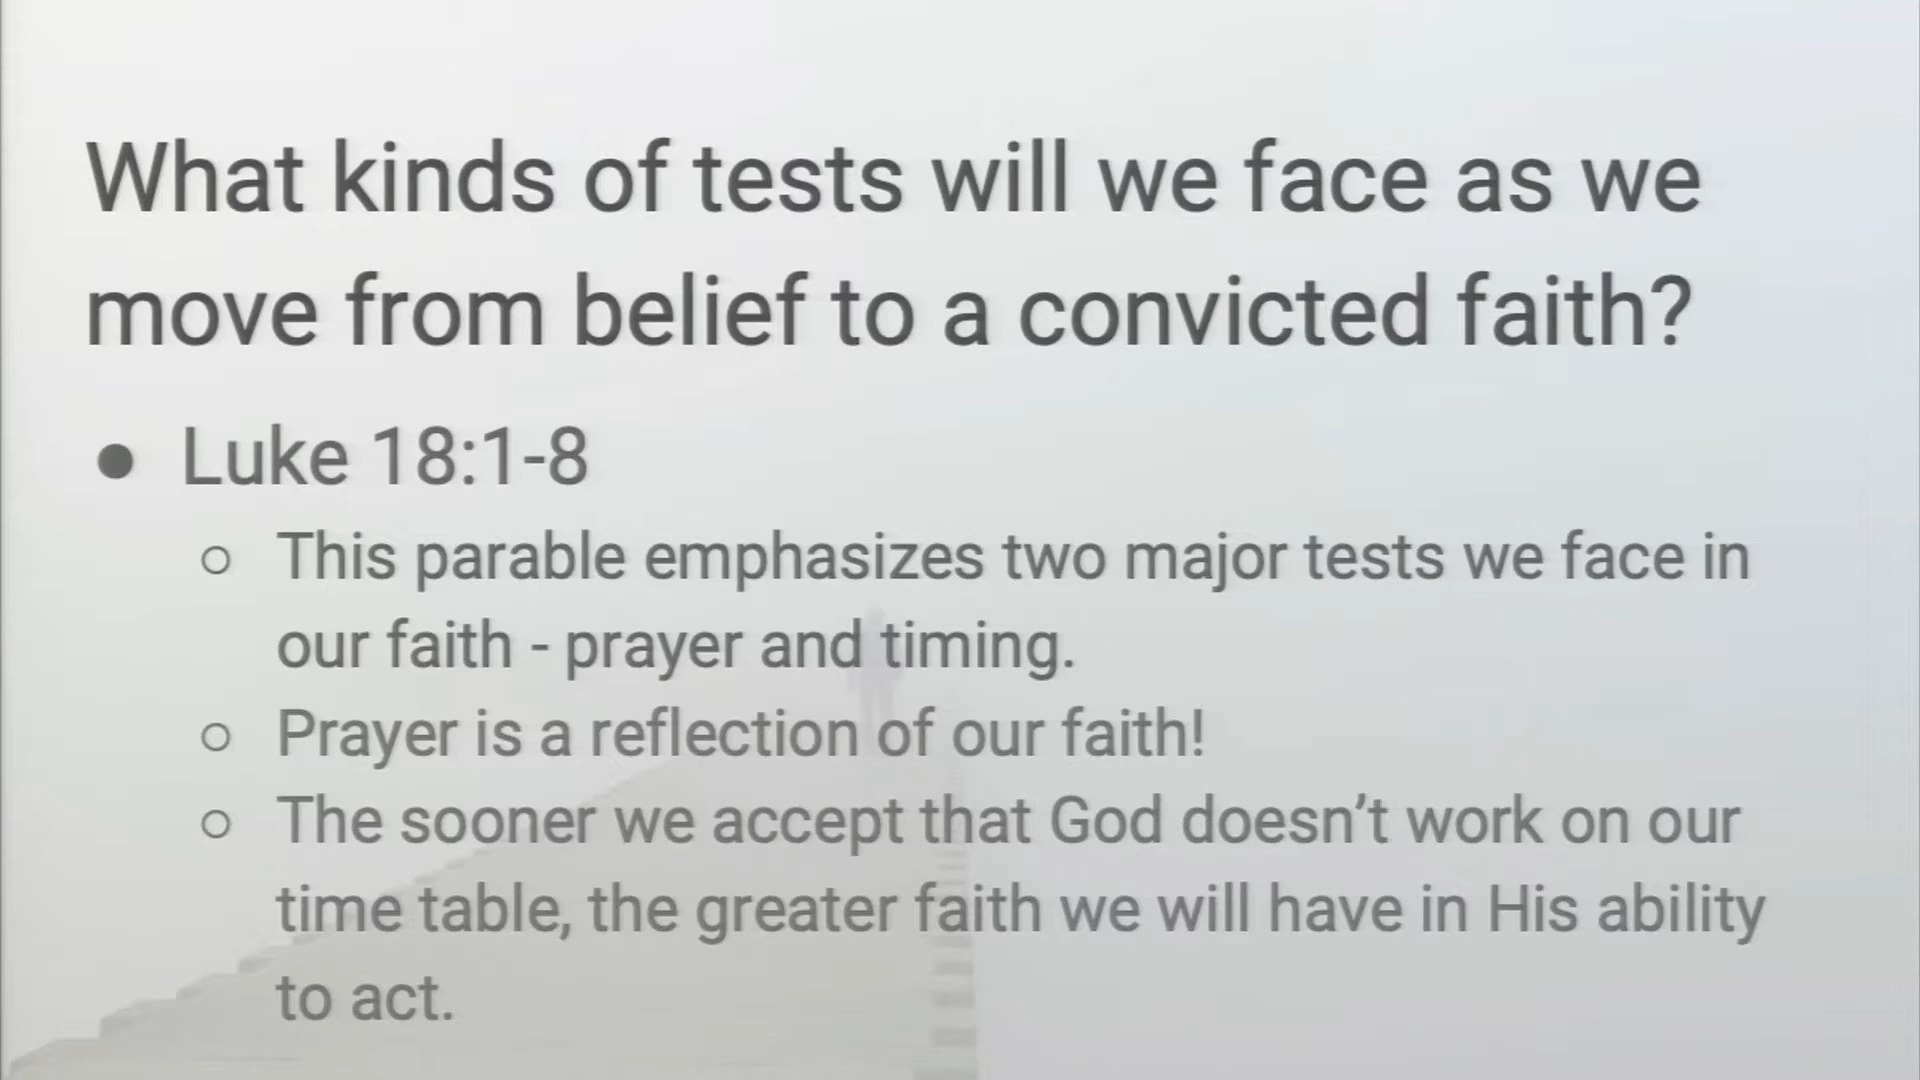 What kinds of tests will we face as we
move from belief to a convicted faith?
● Luke 18:1-8
○ This parable emphasizes two major tests we face in
our faith - prayer and timing.
○ Prayer is a reflection of our faith!
○ The sooner we accept that God doesn’t work on our
time table, the greater faith we will have in His ability
to act.